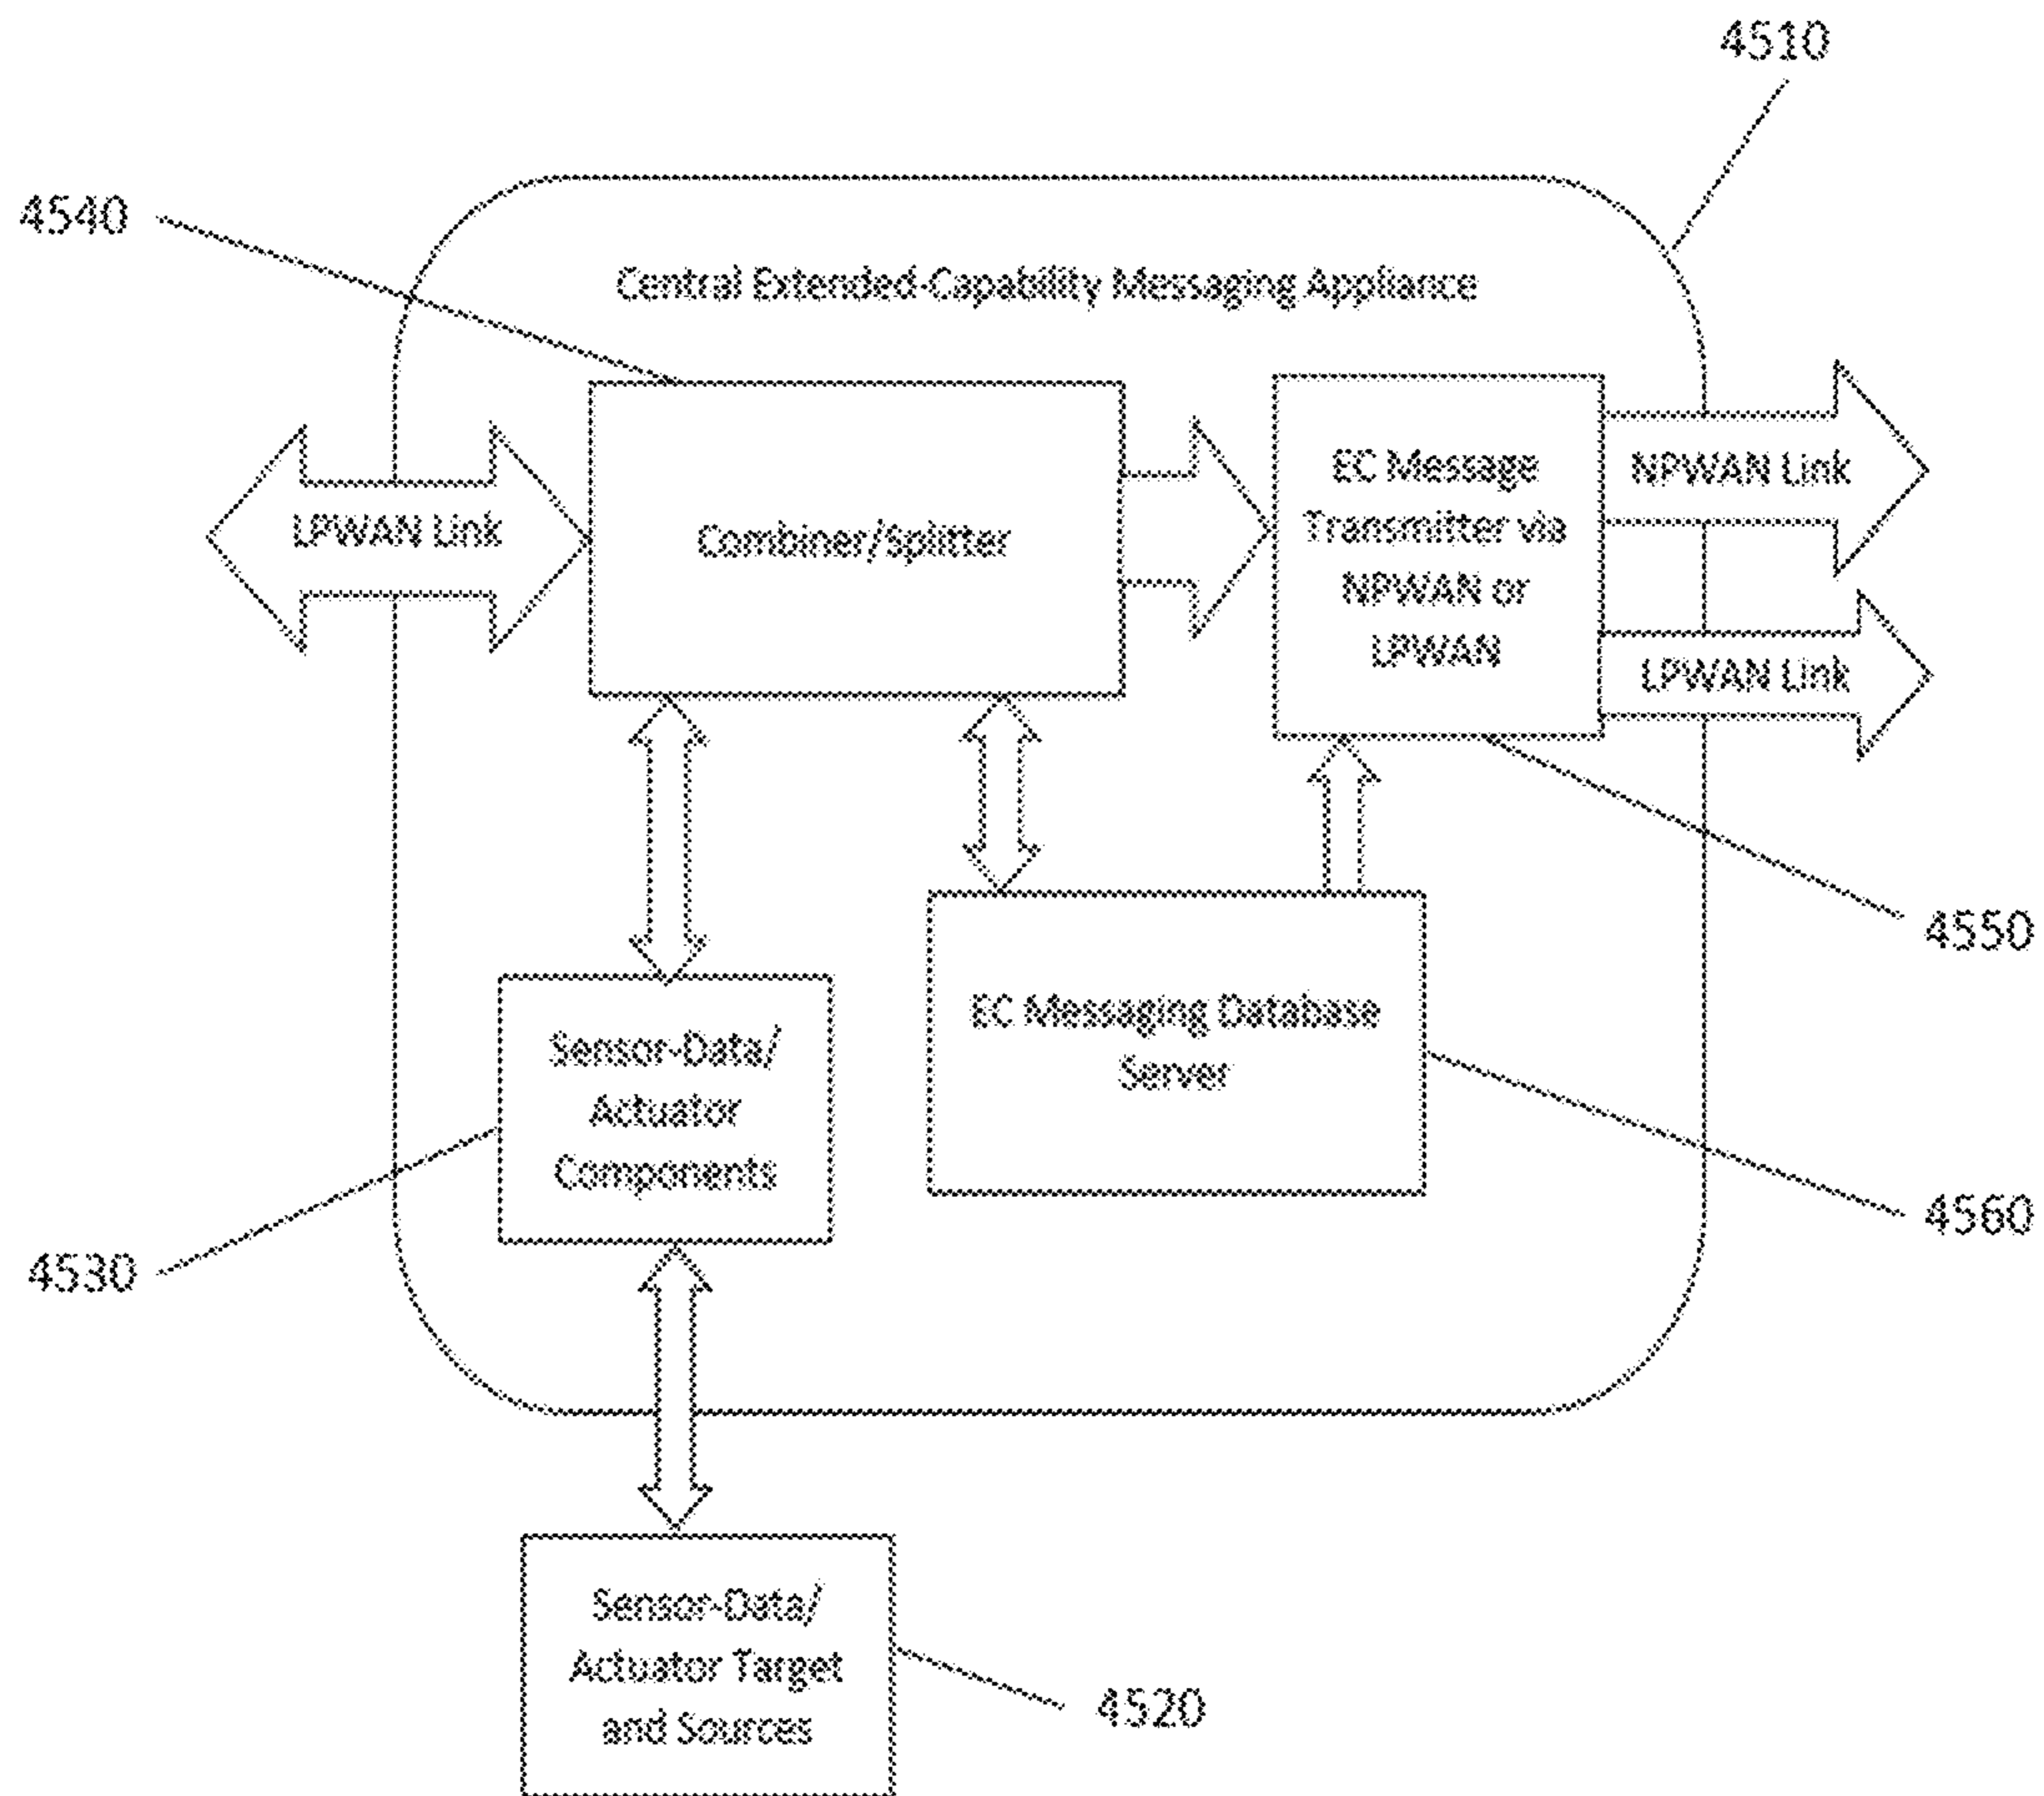 4510
4540
Central Extended-Capability Messaging Appliance
LPWAN Link
Combiner/Splitter
EC Message
Transmitter via
NPWAN or
LPWAN
NPWAN Link
LPWAN Link
4550
EC Messaging Database
Server
Sensor-Data/
Actuator
Components
4560
4530
Sensor-Data/
Actuator Target
and Sources
4520